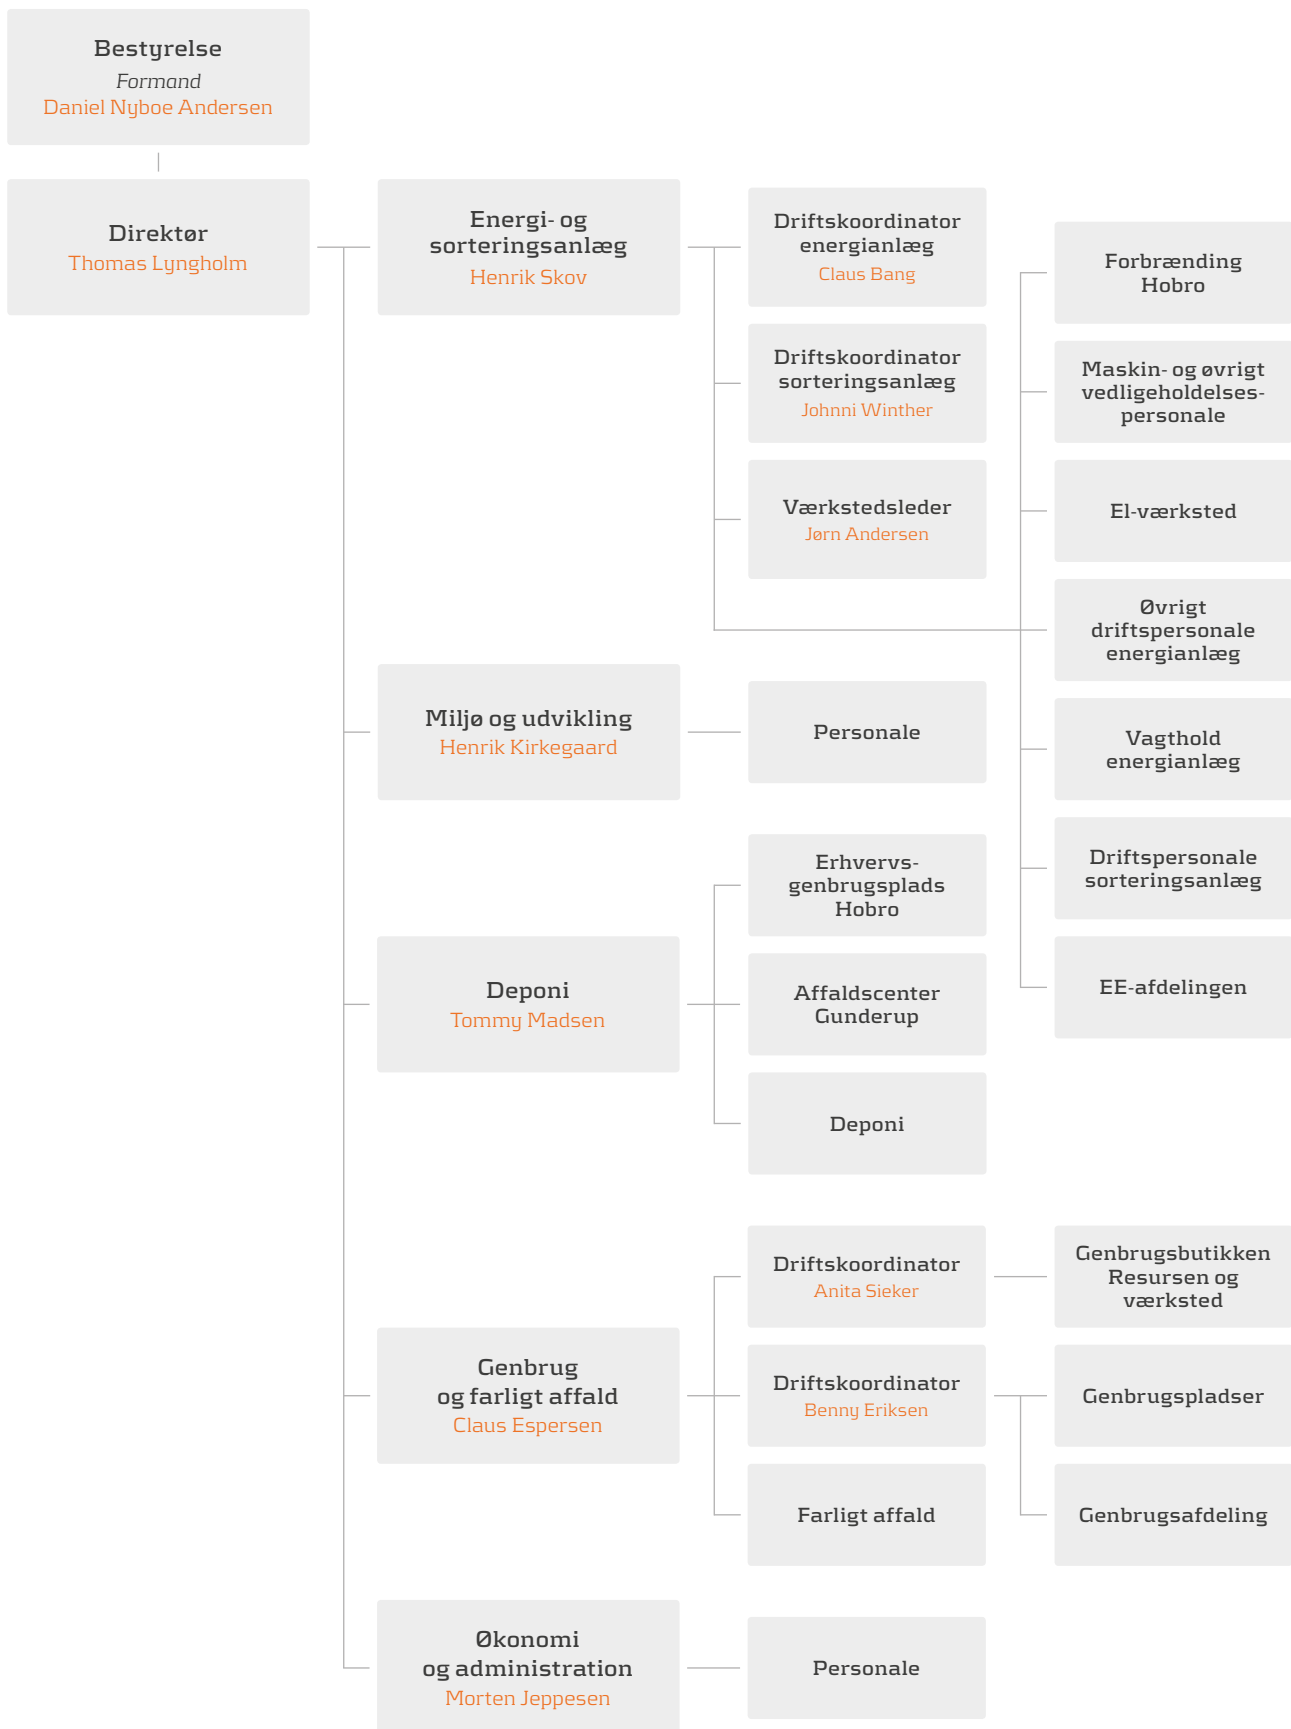 Bestyrelse
Formand
Daniel Nyboe Andersen
Direktør
Thomas Lyngholm
Energi- og
sorteringsanlæg
Henrik Skov
Driftskoordinator
energianlæg
Claus Bang
Driftskoordinator
sorteringsanlæg
Johnni Winther
Værkstedsleder
Jørn Andersen
Forbrænding
Hobro
Maskin- og øvrigt
vedligeholdelses-
personale
El-værksted
Øvrigt
driftspersonale
energianlæg
Vagthold
energianlæg
Driftspersonale
sorteringsanlæg
EE-afdelingen
Miljø og udvikling
Henrik Kirkegaard
Personale
Deponi
Tommy Madsen
Erhvervs-
genbrugsplads
Hobro
Affaldscenter
Gunderup
Deponi
Genbrug
og farligt affald
Claus Espersen
Driftskoordinator
Anita Sieker
Genbrugsbutikken
Resursen og
værksted
Driftskoordinator
Benny Eriksen
Genbrugspladser
Genbrugsafdeling
Farligt affald
Økonomi
og administration
Morten Jeppesen
Personale